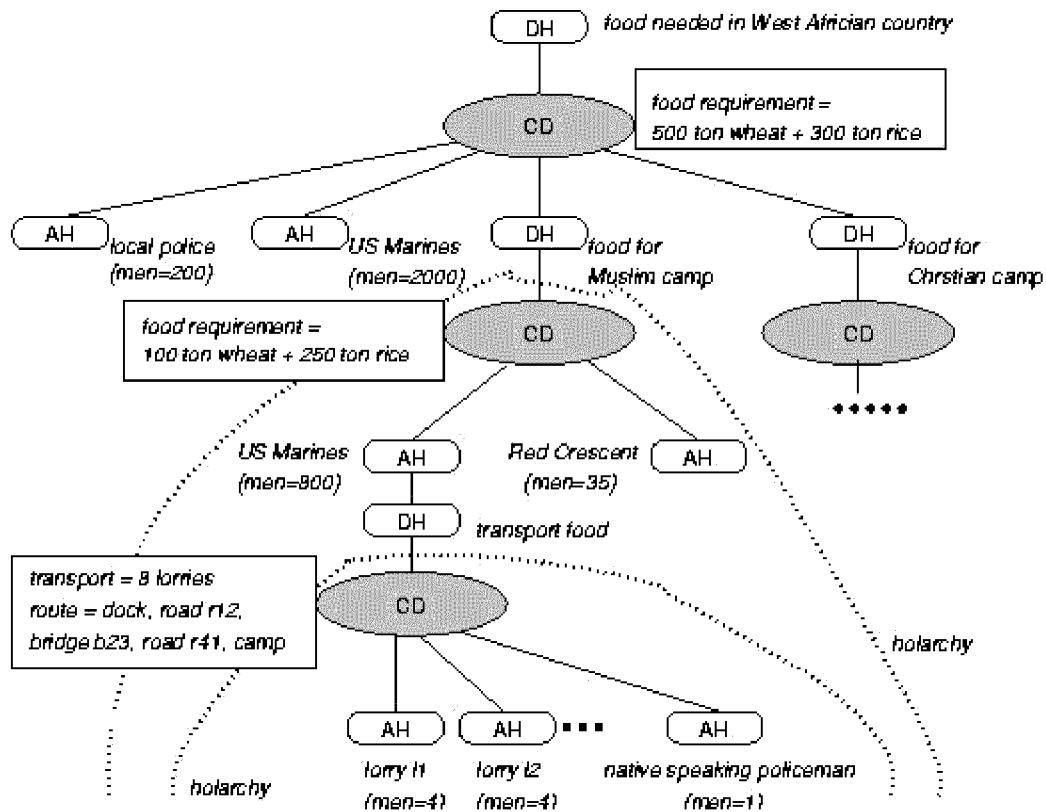 DH
food needed in West Africian country
CD
food requirement =
500 ton wheat + 300 ton rice
AH
local police
(men=200)
AH
US Marines
(men=2000)
DH
food for
Muslim camp
DH
food for
Chrstian camp
food requirement =
100 ton wheat + 250 ton rice
CD
CD
US Marines
(men=800)
AH
Red Crescent
(men=35)
AH
DH
transport food
transport = 8 lorries
route = dock, road r12,
bridge b23, road r41, camp
CD
holarchy
AH
AH
AH
lorry l1
(men=4)
lorry l2
(men=4)
native speaking policeman
(men=1)
holarchy